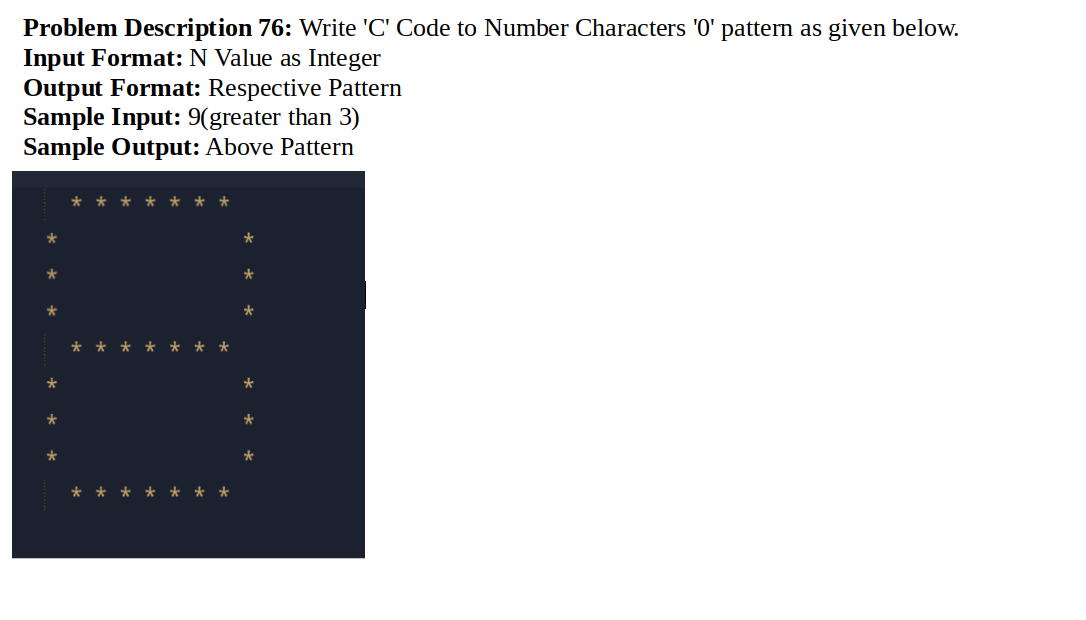 Problem Description 76: Write 'C' Code to Number Characters '0' pattern as given below.
Input Format: N Value as Integer
Output Format: Respective Pattern
Sample Input: 9(greater than 3)
Sample Output: Above Pattern
  * * * * * * *
*               *
*               *
*               *
  * * * * * * *
*               *
*               *
*               *
  * * * * * * *